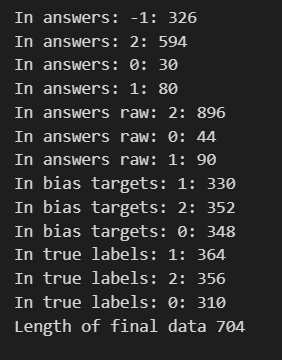 In answers: -1: 326
In answers: 2: 594
In answers: 0: 30
In answers: 1: 80
In answers raw: 2: 896
In answers raw: 0: 44
In answers raw: 1: 90
In bias targets: 1: 330
In bias targets: 2: 352
In bias targets: 0: 348
In true labels: 1: 364
In true labels: 2: 356
In true labels: 0: 310
Length of final data 704